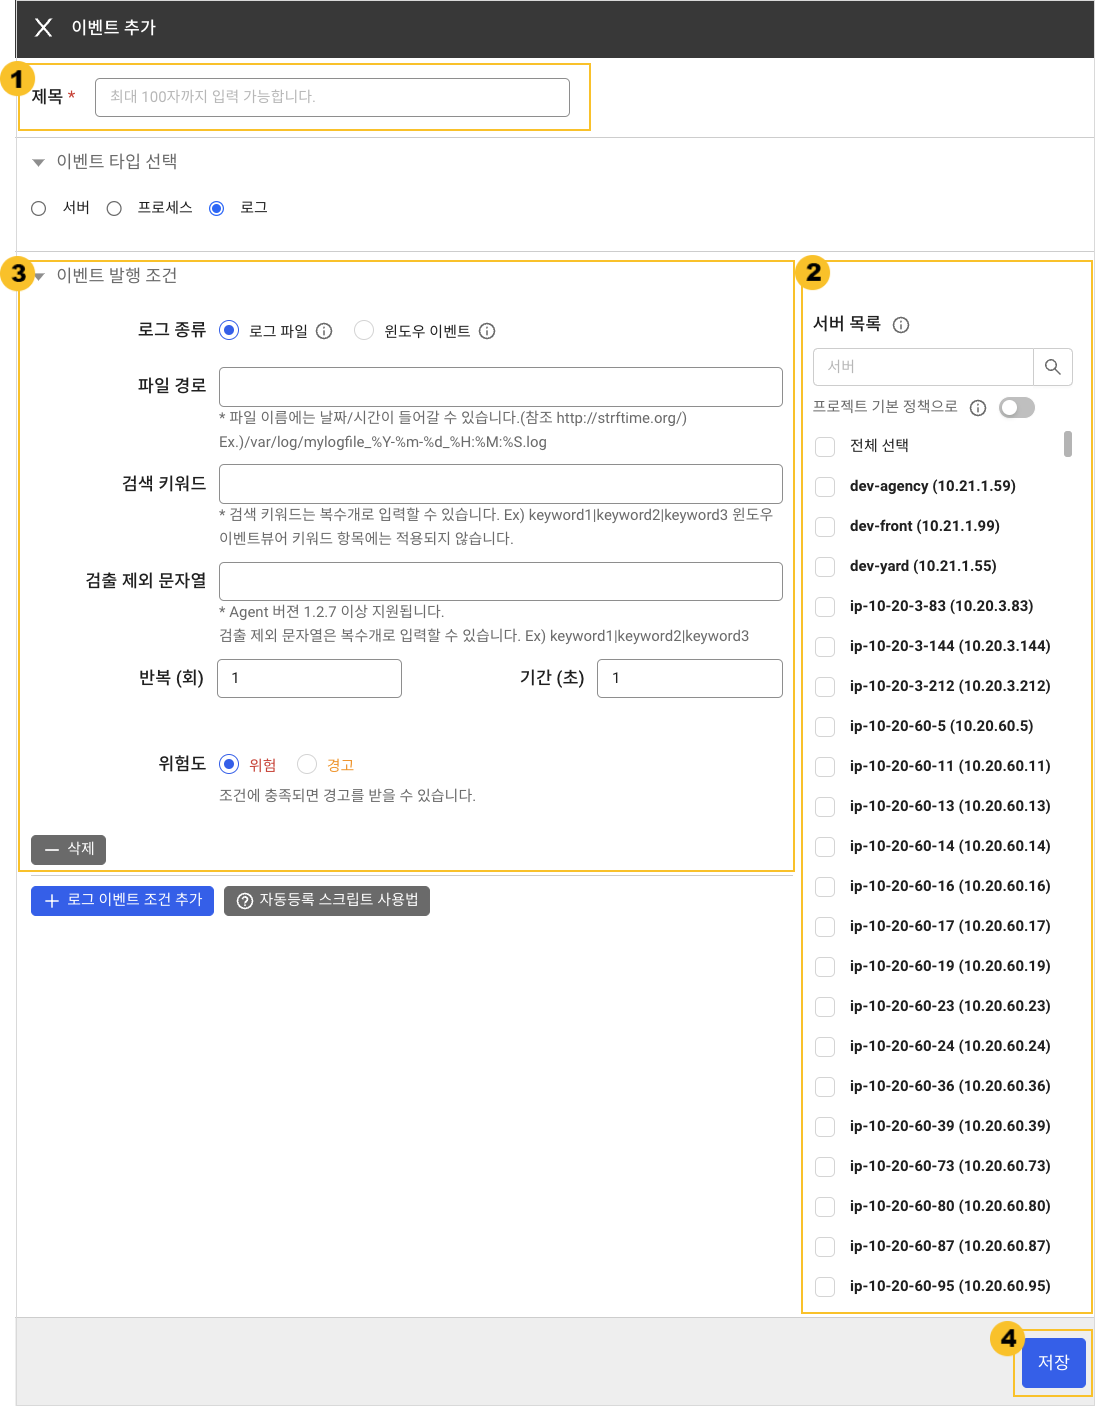 이벤트 추가
1
제목 *
최대 100자까지 입력 가능합니다.
이벤트 타입 선택
서버 프로세스 로그
3
이벤트 발행 조건
로그 종류 로그 파일 윈도우 이벤트
파일 경로
* 파일 이름에는 날짜/시간이 들어갈 수 있습니다.(참조 http://strftime.org/)
Ex.)/var/log/mylogfile_%Y-%m-%d_%H:%M:%S.log
검색 키워드
* 검색 키워드는 복수개로 입력할 수 있습니다. Ex) keyword1|keyword2|keyword3 윈도우
이벤트뷰어 키워드 항목에는 적용되지 않습니다.
검출 제외 문자열
* Agent 버젼 1.2.7 이상 지원됩니다.
검출 제외 문자열은 복수개로 입력할 수 있습니다. Ex) keyword1|keyword2|keyword3
반복 (회) 1 기간 (초) 1
위험도 위험 경고
조건에 충족되면 경고를 받을 수 있습니다.
삭제
로그 이벤트 조건 추가 자동등록 스크립트 사용법
2
서버 목록
서버
프로젝트 기본 정책으로
전체 선택
dev-agency (10.21.1.59)
dev-front (10.21.1.99)
dev-yard (10.21.1.55)
ip-10-20-3-83 (10.20.3.83)
ip-10-20-3-144 (10.20.3.144)
ip-10-20-3-212 (10.20.3.212)
ip-10-20-60-5 (10.20.60.5)
ip-10-20-60-11 (10.20.60.11)
ip-10-20-60-13 (10.20.60.13)
ip-10-20-60-14 (10.20.60.14)
ip-10-20-60-16 (10.20.60.16)
ip-10-20-60-17 (10.20.60.17)
ip-10-20-60-19 (10.20.60.19)
ip-10-20-60-23 (10.20.60.23)
ip-10-20-60-24 (10.20.60.24)
ip-10-20-60-36 (10.20.60.36)
ip-10-20-60-39 (10.20.60.39)
ip-10-20-60-73 (10.20.60.73)
ip-10-20-60-80 (10.20.60.80)
ip-10-20-60-87 (10.20.60.87)
ip-10-20-60-95 (10.20.60.95)
4
저장